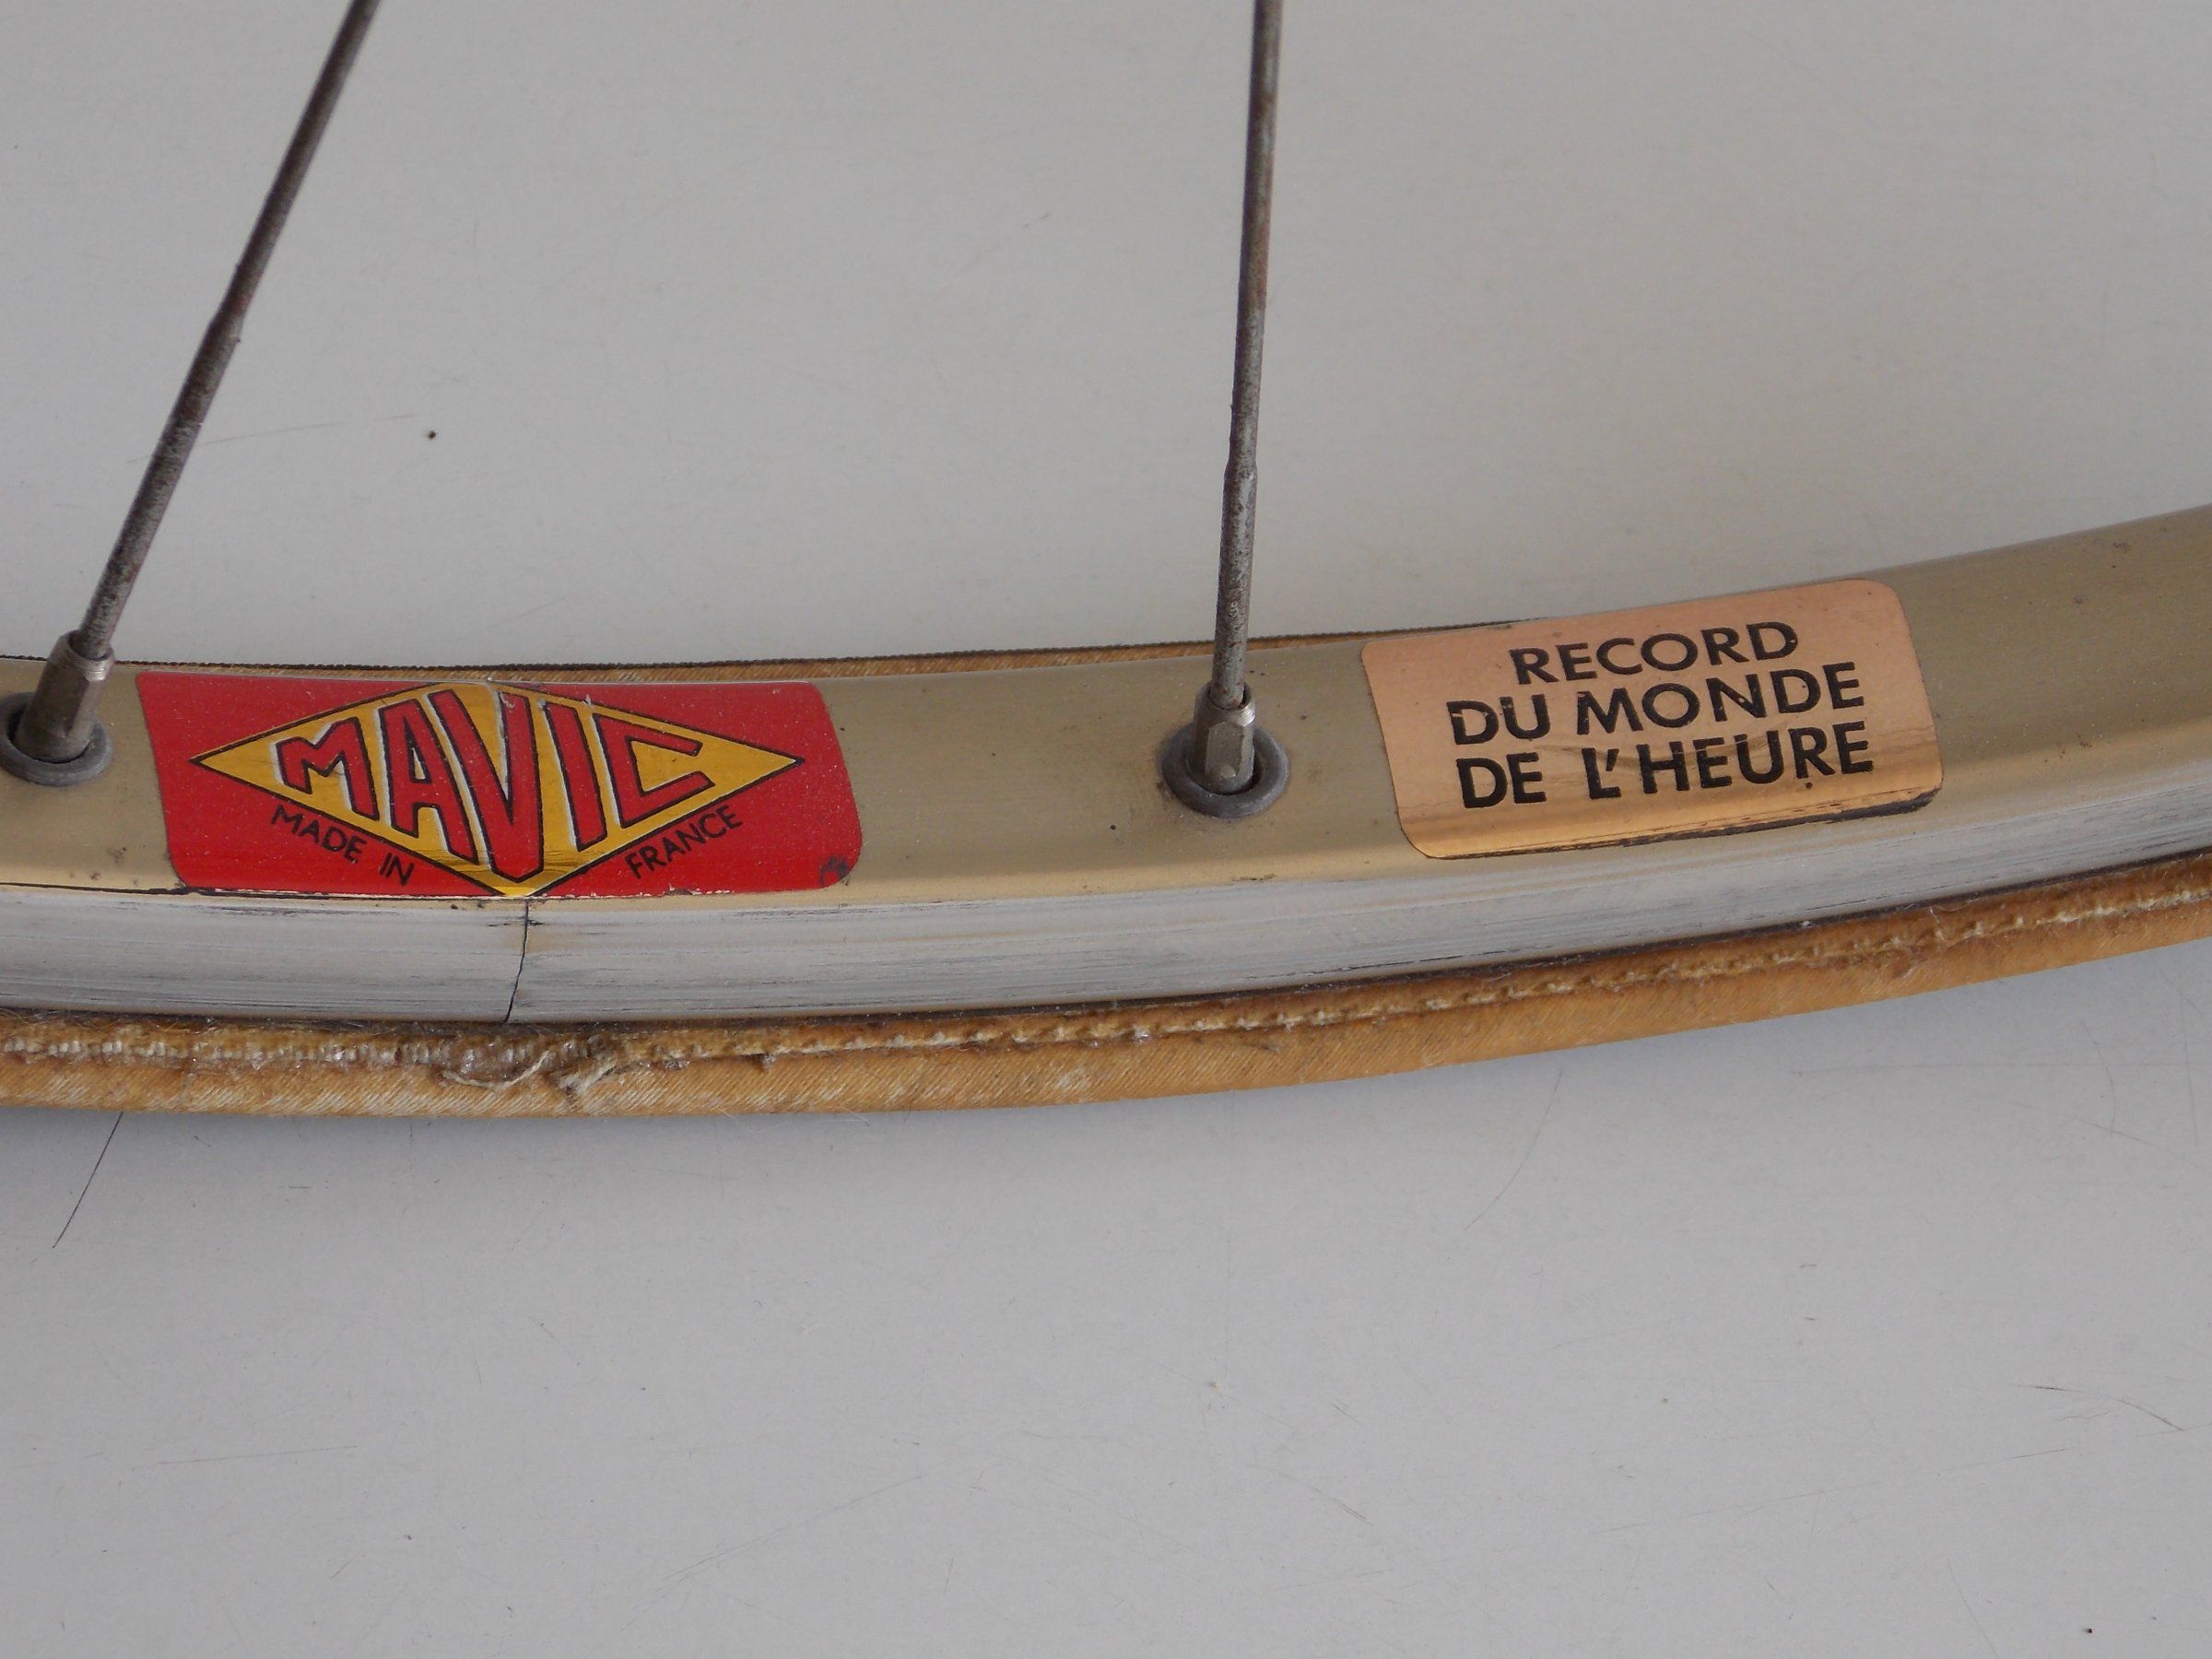 MAVIC
MADE IN FRANCE
RECORD
DU MONDE
DE L'HEURE